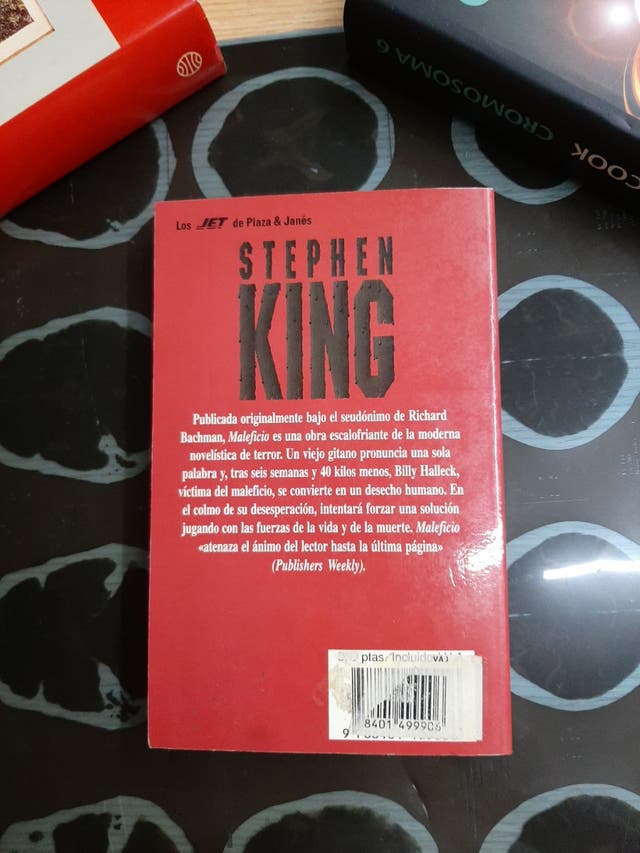 CROMOSOMA 6
COOK
Los JET de Plaza & Janés
STEPHEN
KING
Publicada originalmente bajo el seudónimo de Richard
Bachman, Maleficio es una obra escalofriante de la moderna
novelística de terror. Un viejo gitano pronuncia una sola
palabra y, tras seis semanas y 40 kilos menos, Billy Halleck,
víctima del maleficio, se convierte en un desecho humano. En
el colmo de su desesperación, intentará forzar una solución
jugando con las fuerzas de la vida y de la muerte. Maleficio
«atenaza el ánimo del lector hasta la última página»
(Publishers Weekly).
ptas.
8401 499906
9